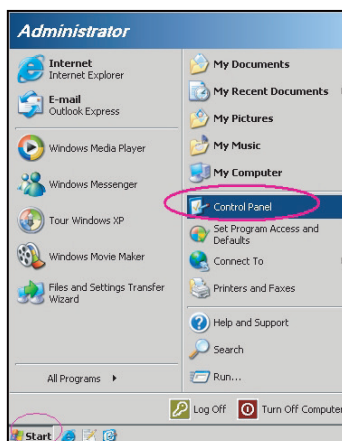 Administrator
Internet
Internet Explorer
E-mail
Outlook Express
Windows Media Player
Windows Messenger
Tour Windows XP
Windows Movie Maker
Files and Settings Transfer
Wizard
All Programs
My Documents
My Recent Documents
My Pictures
My Music
My Computer
Control Panel
Set Program Access and
Defaults
Connect To
Printers and Faxes
Help and Support
Search
Run...
Log Off
Turn Off Computer
Start